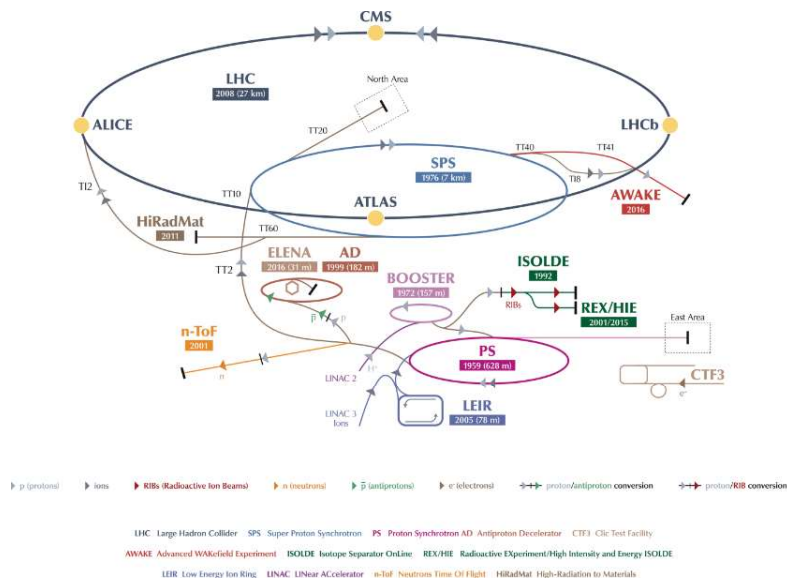 CMS
LHC
2008 (27 km)
North Area
ALICE
LHCb
TT20
TT40
TT41
SPS
1976 (7 km)
TI2
TT10
TI8
AWAKE
2016
ATLAS
HiRadMat
2011
TT60
ELENA
2016 (31 m)
AD
1999 (182 m)
TT2
BOOSTER
1972 (157 m)
ISOLDE
1992
RIBs
REX/HIE
2001/2015
p̄
p
East Area
n-ToF
2001
n
PS
1959 (628 m)
LINAC 2
H⁺
CTF3
e⁻
LINAC 3
Ions
LEIR
2005 (78 m)
p (protons) ions RIBs (Radioactive Ion Beams) n (neutrons) p̄ (antiprotons) e⁻ (electrons) proton/antiproton conversion proton/RIB conversion
LHC Large Hadron Collider SPS Super Proton Synchrotron PS Proton Synchrotron AD Antiproton Decelerator CTF3 Clic Test Facility
AWAKE Advanced WAKefield Experiment ISOLDE Isotope Separator OnLine REX/HIE Radioactive EXperiment/High Intensity and Energy ISOLDE
LEIR Low Energy Ion Ring LINAC LINear ACcelerator n-ToF Neutrons Time Of Flight HiRadMat High-Radiation to Materials